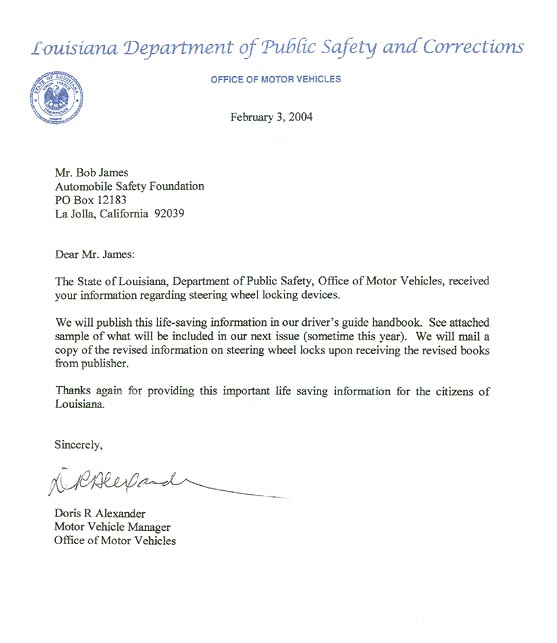 Louisiana Department of Public Safety and Corrections
OFFICE OF MOTOR VEHICLES
STATE OF LOUISIANA
February 3, 2004
Mr. Bob James
Automobile Safety Foundation
PO Box 12183
La Jolla, California 92039
Dear Mr. James:
The State of Louisiana, Department of Public Safety, Office of Motor Vehicles, received
your information regarding steering wheel locking devices.
We will publish this life-saving information in our driver's guide handbook. See attached
sample of what will be included in our next issue (sometime this year). We will mail a
copy of the revised information on steering wheel locks upon receiving the revised books
from publisher.
Thanks again for providing this important life saving information for the citizens of
Louisiana.
Sincerely,
D R Alexander
Doris R Alexander
Motor Vehicle Manager
Office of Motor Vehicles